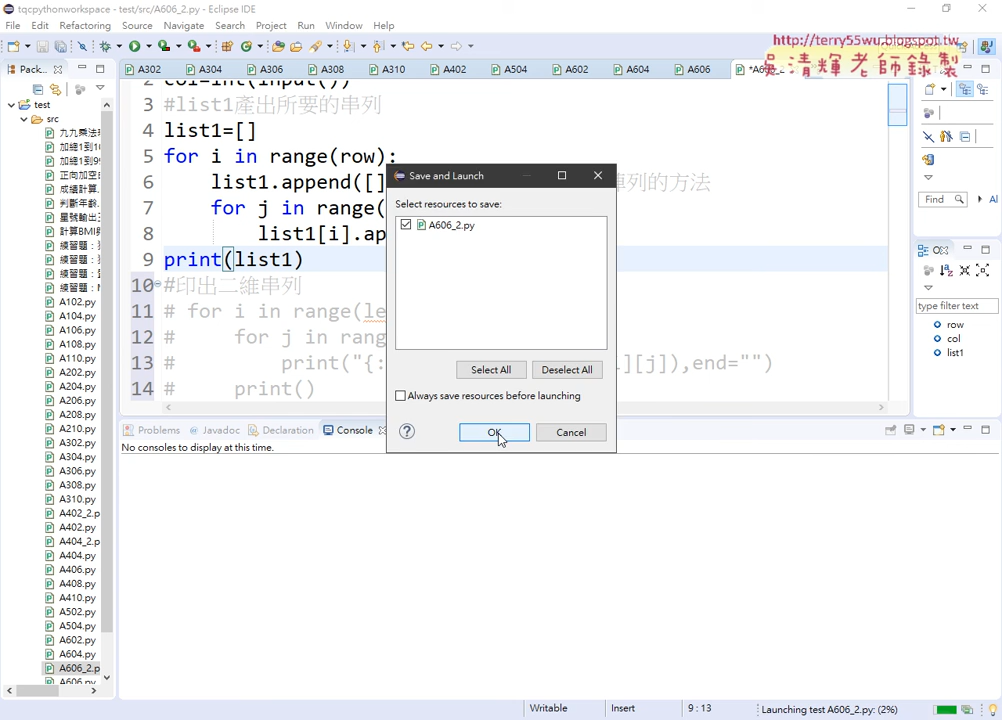 tqcpythonworkspace - test/src/A606_2.py - Eclipse IDE
File Edit Refactoring Source Navigate Search Project Run Window Help
http://terry55wu.blogspot.tw
吳清輝老師錄製
Pack...
A302 A304 A306 A308 A310 A402 A504 A602 A604 A606
test
src
九九乘法
加總1到
加總1到9
正向加空
成績計算
判斷年齡
星號輸出
計算BMI
練習題:
練習題:
練習題:
練習題:
A102.py
A104.py
A106.py
A108.py
A110.py
A202.py
A204.py
A206.py
A208.py
A210.py
A302.py
A304.py
A306.py
A308.py
A310.py
A402_2.p
A402.py
A404_2.p
A404.py
A406.py
A408.py
A410.py
A502.py
A504.py
A602.py
A604.py
A606_2.p
A606.py
2 col=int(input())
3 #list1產出所要的串列
4 list1=[]
5 for i in range(row):
6 list1.append([] 陣列的方法
7 for j in range(
8 list1[i].ap
9 print(list1)
10 #印出二維串列
11 # for i in range(le
12 # for j in rang
13 # print("{: i][j]),end="")
14 # print()
Save and Launch
Select resources to save:
A606_2.py
Select All Deselect All
Always save resources before launching
OK Cancel
Find Al
type filter text
row
col
list1
Problems Javadoc Declaration Console
No consoles to display at this time.
Writable Insert 9 : 13 Launching test A606_2.py: (2%)